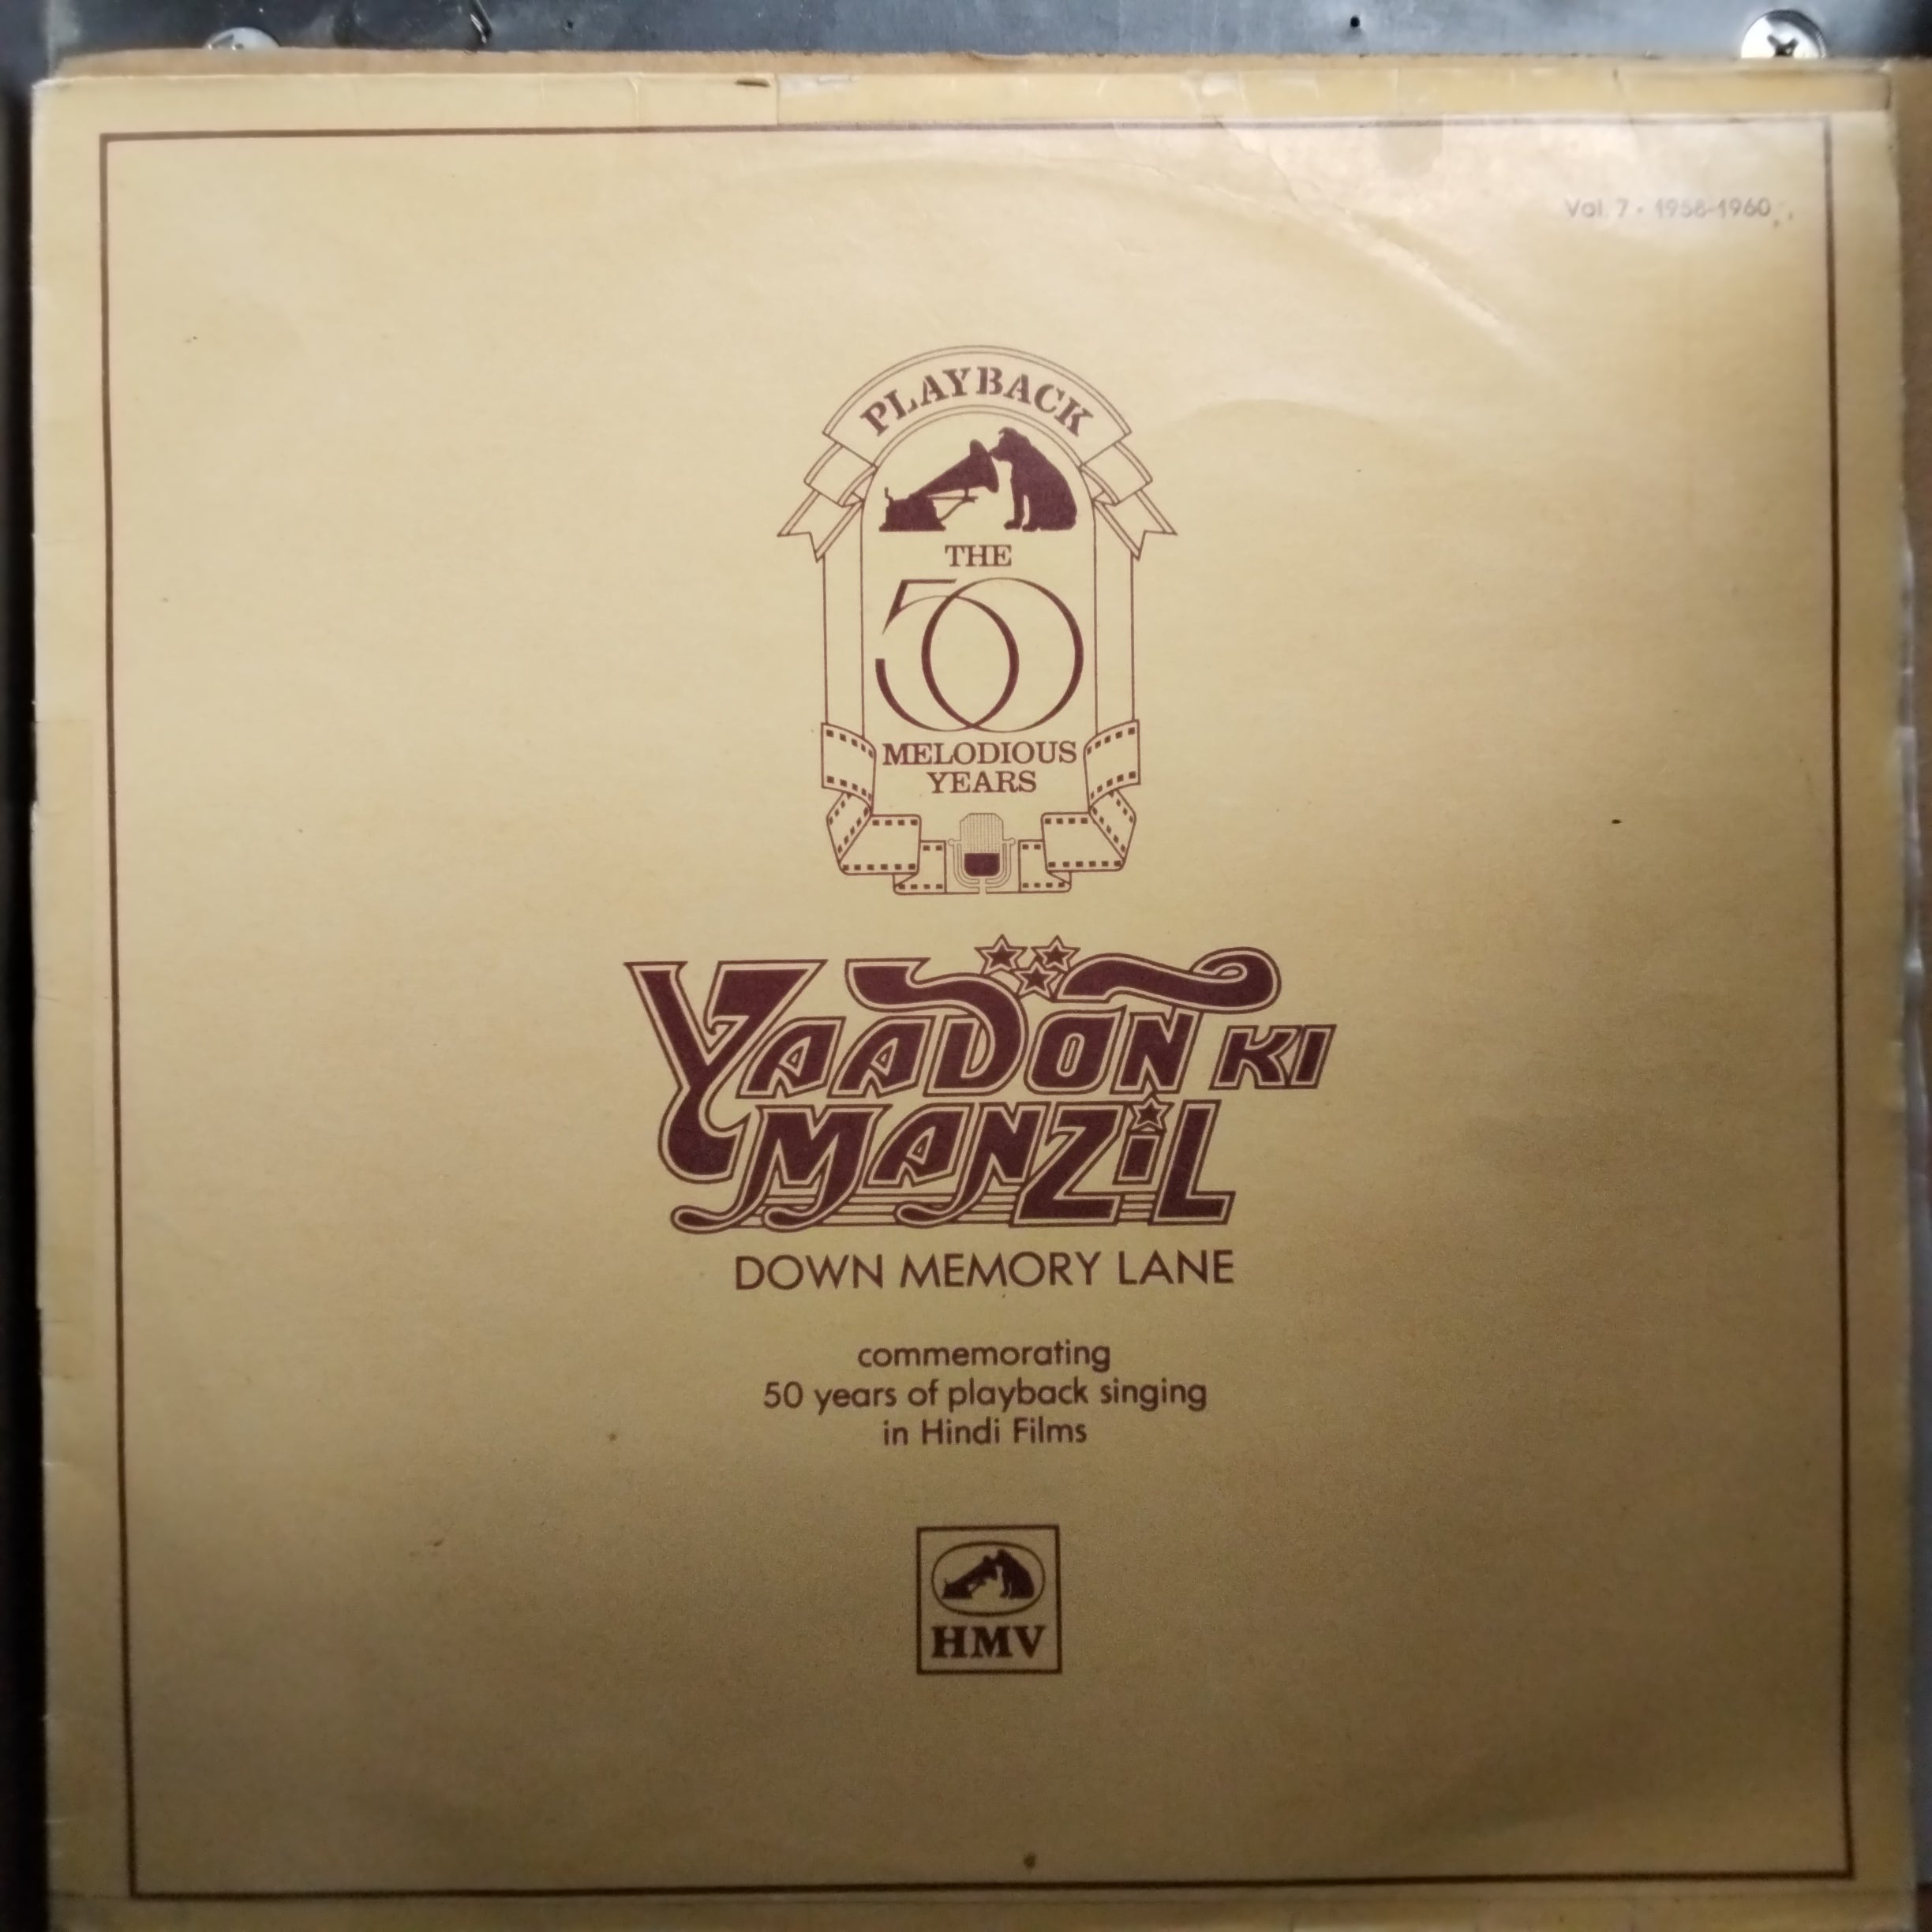 Vol. 7 • 1958-1960
PLAYBACK
THE
50
MELODIOUS
YEARS
YAADON KI
MANZiL
DOWN MEMORY LANE
commemorating
50 years of playback singing
in Hindi Films
HMV